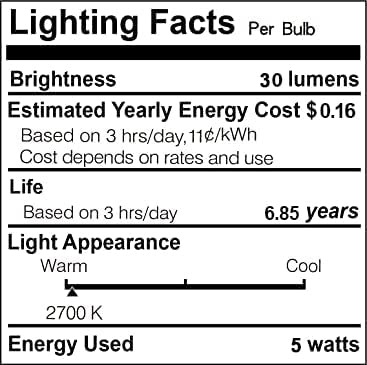 Lighting Facts Per Bulb
Brightness 30 lumens
Estimated Yearly Energy Cost $0.16
Based on 3 hrs/day,11¢/kWh
Cost depends on rates and use
Life
Based on 3 hrs/day 6.85 years
Light Appearance
Warm Cool
2700 K
Energy Used 5 watts